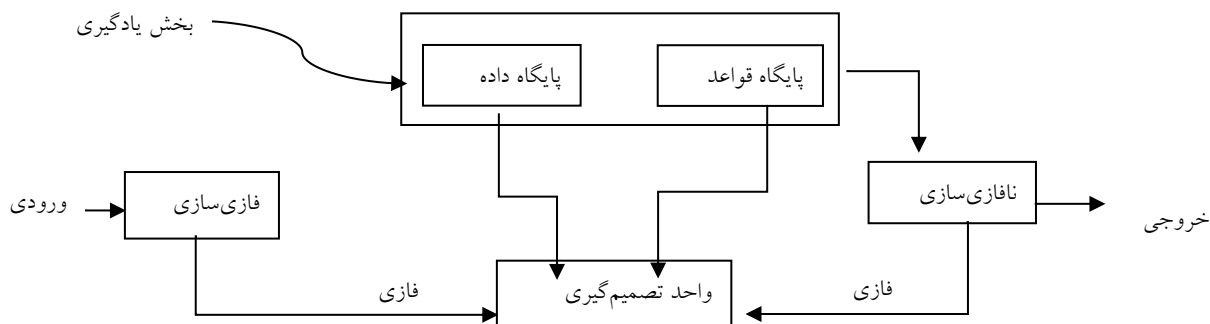 بخش یادگیری
پایگاه قواعد
پایگاه داده
نافازی‌سازی
فازی‌سازی
ورودی
خروجی
واحد تصمیم‌گیری
فازی
فازی